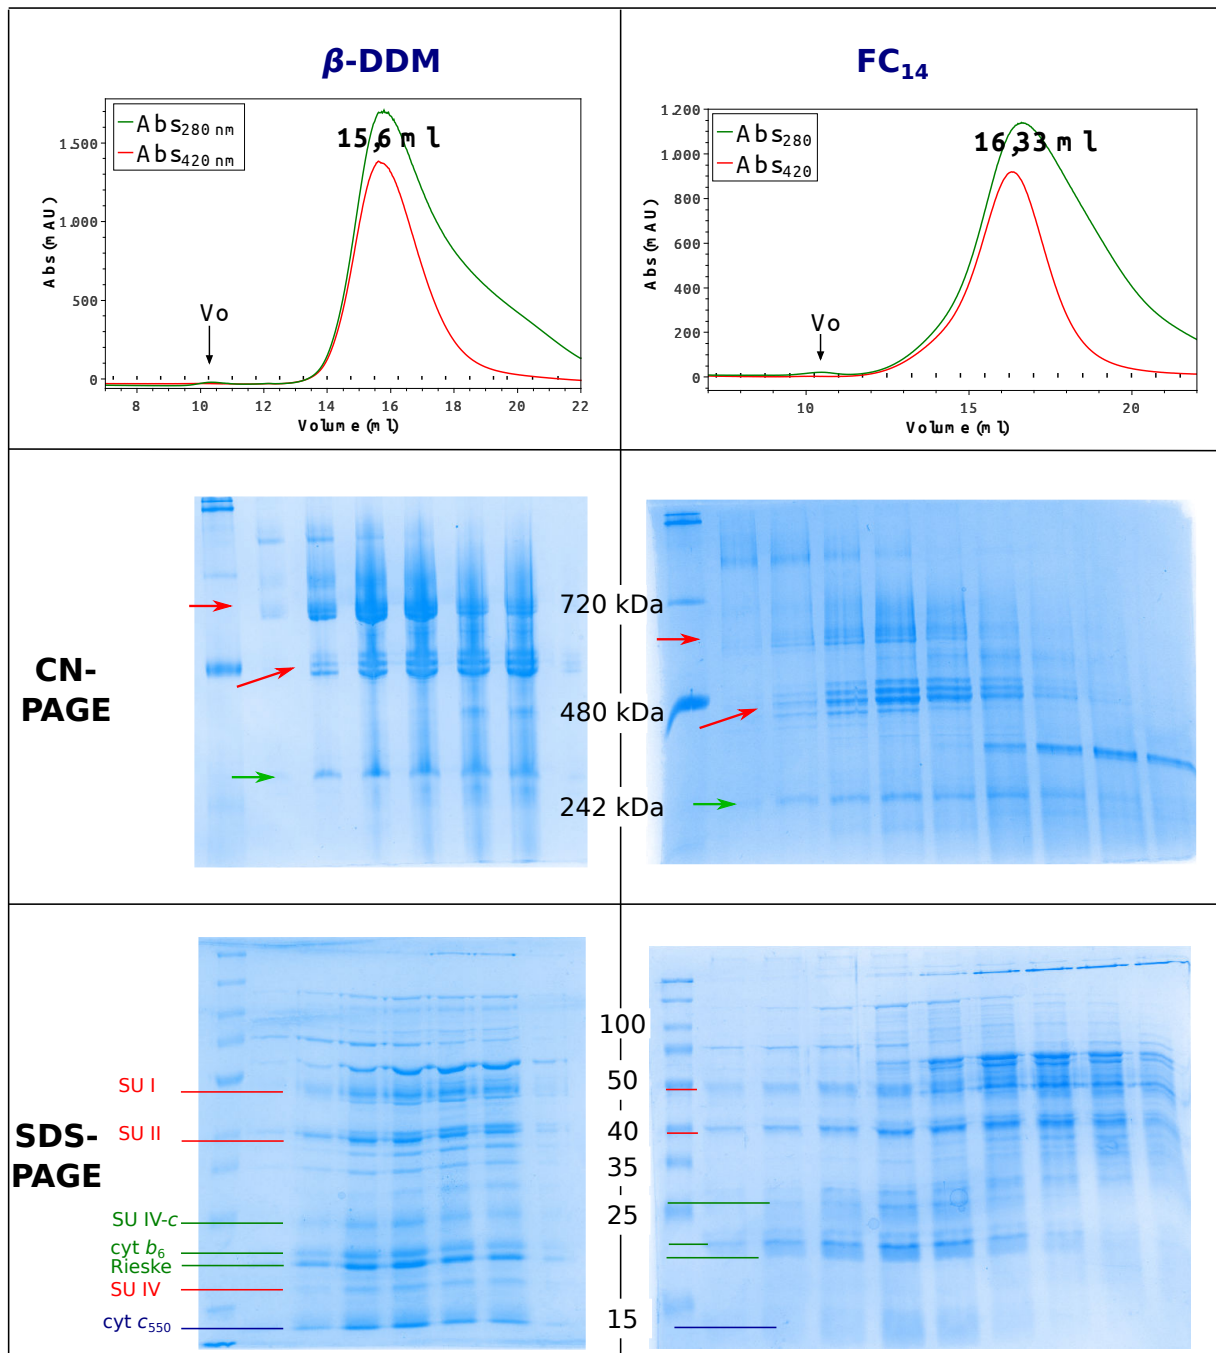 β-DDM
FC14
Abs280 nm
Abs420 nm
15,6 ml
Vo
Abs (mAU)
1.500
1.000
500
0
8 10 12 14 16 18 20 22
Volume (ml)
Abs280
Abs420
16,33 ml
Vo
Abs (mAU)
1.200
1.000
800
600
400
200
0
10 15 20
Volume (ml)
CN-
PAGE
720 kDa
480 kDa
242 kDa
SDS-
PAGE
SU I
SU II
SU IV-c
cyt b6
Rieske
SU IV
cyt c550
100
50
40
35
25
15